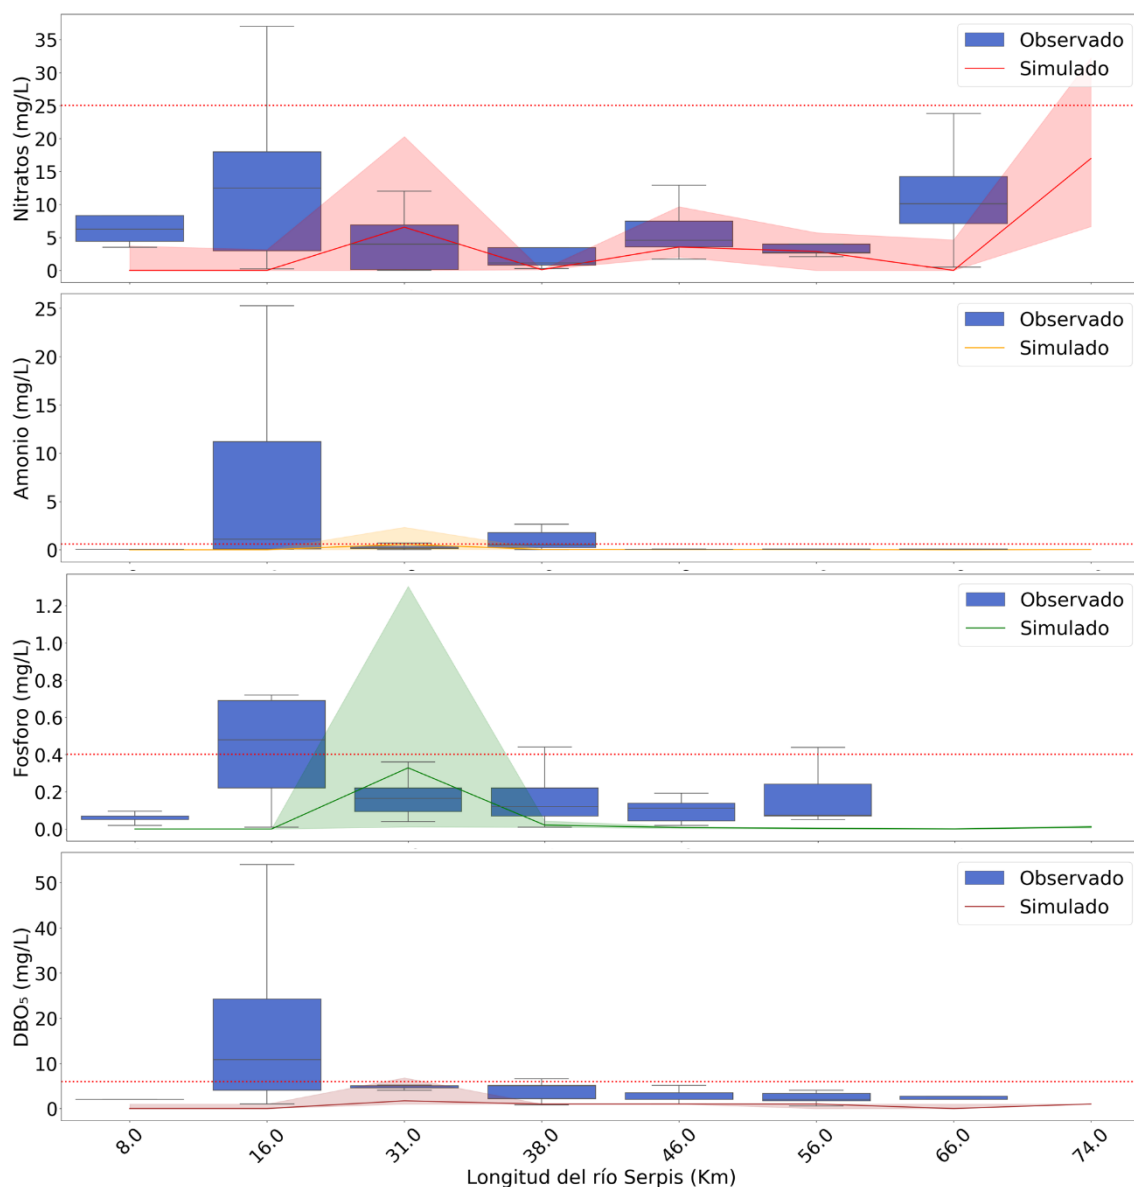 Nitratos (mg/L)
35
30
25
20
15
10
5
0
Observado
Simulado
Amonio (mg/L)
25
20
15
10
5
0
Observado
Simulado
Fosforo (mg/L)
1.2
1.0
0.8
0.6
0.4
0.2
0.0
Observado
Simulado
DBO₅ (mg/L)
50
40
30
20
10
0
Observado
Simulado
8.0 16.0 31.0 38.0 46.0 56.0 66.0 74.0
Longitud del río Serpis (Km)